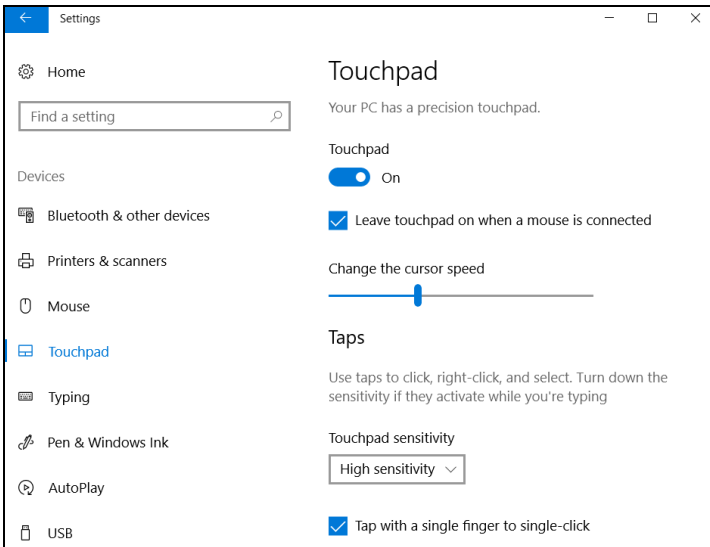 Settings
Home
Find a setting
Devices
Bluetooth & other devices
Printers & scanners
Mouse
Touchpad
Typing
Pen & Windows Ink
AutoPlay
USB
Touchpad
Your PC has a precision touchpad.
Touchpad
On
Leave touchpad on when a mouse is connected
Change the cursor speed
Taps
Use taps to click, right-click, and select. Turn down the
sensitivity if they activate while you're typing
Touchpad sensitivity
High sensitivity
Tap with a single finger to single-click